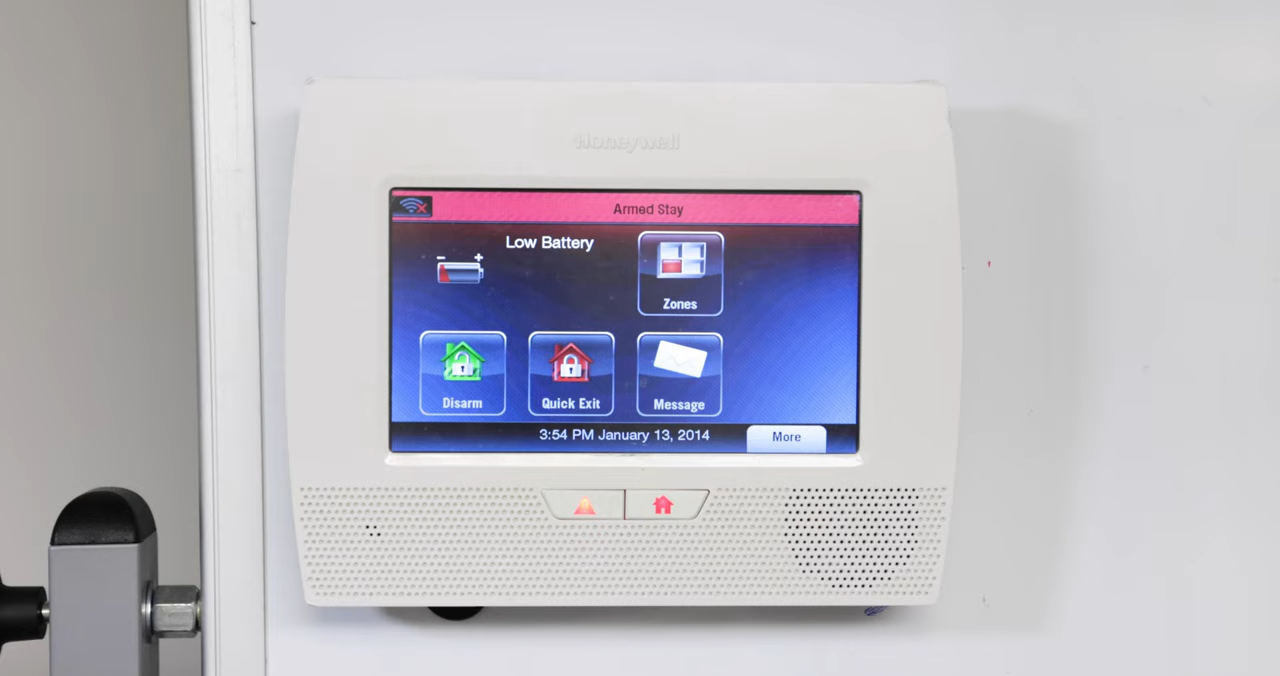 Honeywell
Armed Stay
Low Battery
Zones
Disarm
Quick Exit
Message
3:54 PM January 13, 2014
More